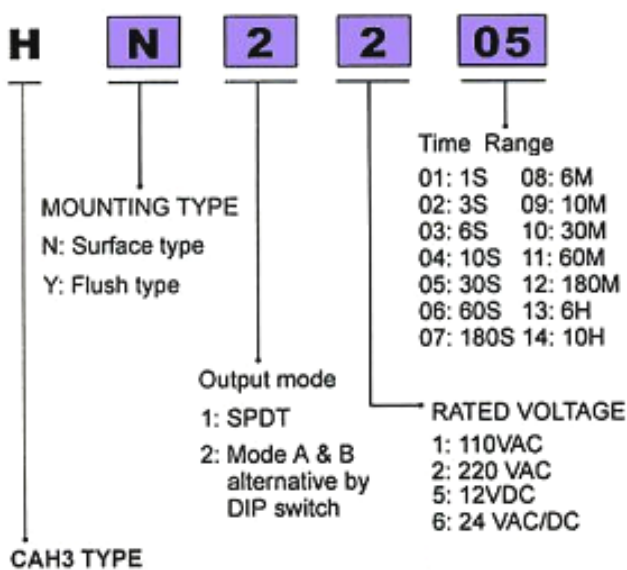 H N 2 2 05
Time Range
01: 1S 08: 6M
02: 3S 09: 10M
03: 6S 10: 30M
04: 10S 11: 60M
05: 30S 12: 180M
06: 60S 13: 6H
07: 180S 14: 10H
MOUNTING TYPE
N: Surface type
Y: Flush type
Output mode
1: SPDT
2: Mode A & B
alternative by
DIP switch
RATED VOLTAGE
1: 110VAC
2: 220 VAC
5: 12VDC
6: 24 VAC/DC
CAH3 TYPE